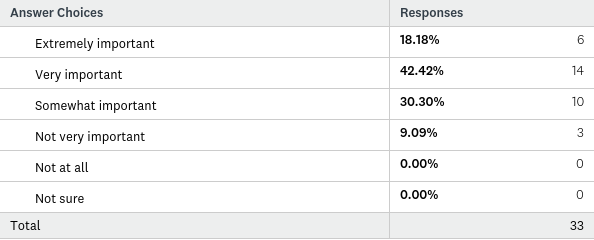 Answer Choices Responses
Extremely important 18.18% 6
Very important 42.42% 14
Somewhat important 30.30% 10
Not very important 9.09% 3
Not at all 0.00% 0
Not sure 0.00% 0
Total 33